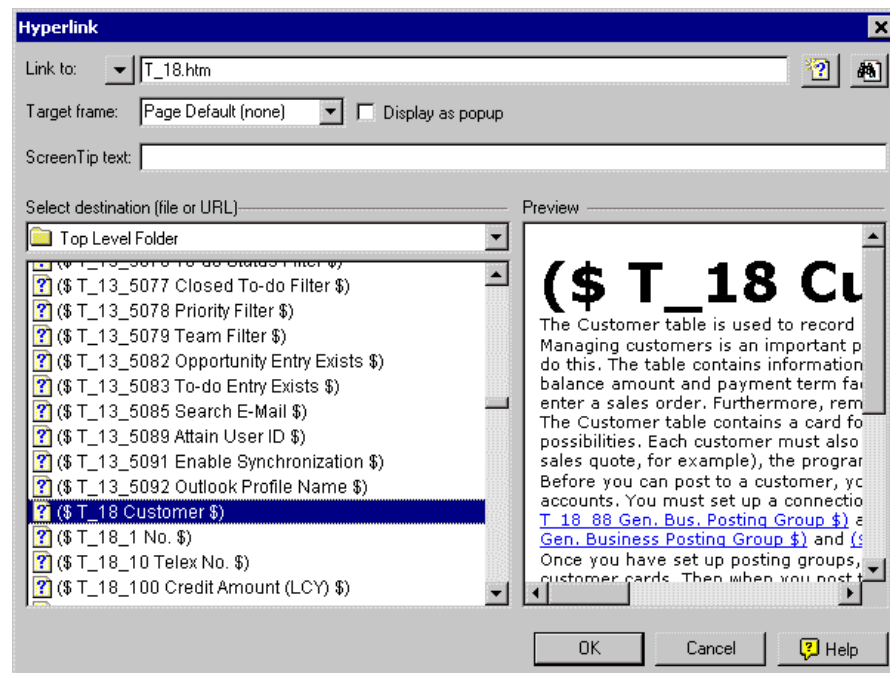 Hyperlink
Link to: T_18.htm
Target frame: Page Default (none) Display as popup
ScreenTip text:
Select destination (file or URL)
Top Level Folder
($ T_13_5077 Closed To-do Filter $)
($ T_13_5078 Priority Filter $)
($ T_13_5079 Team Filter $)
($ T_13_5082 Opportunity Entry Exists $)
($ T_13_5083 To-do Entry Exists $)
($ T_13_5085 Search E-Mail $)
($ T_13_5089 Attain User ID $)
($ T_13_5091 Enable Synchronization $)
($ T_13_5092 Outlook Profile Name $)
($ T_18 Customer $)
($ T_18_1 No. $)
($ T_18_10 Telex No. $)
($ T_18_100 Credit Amount (LCY) $)
Preview
($ T_18 Cu
The Customer table is used to record
Managing customers is an important p
do this. The table contains information
balance amount and payment term fa
enter a sales order. Furthermore, rem
The Customer table contains a card fo
possibilities. Each customer must also
sales quote, for example), the program
Before you can post to a customer, yo
accounts. You must set up a connectio
T_18_88 Gen. Bus. Posting Group $) a
Gen. Business Posting Group $) and ($
Once you have set up posting groups,
customer cards. Then when you post t
OK Cancel Help